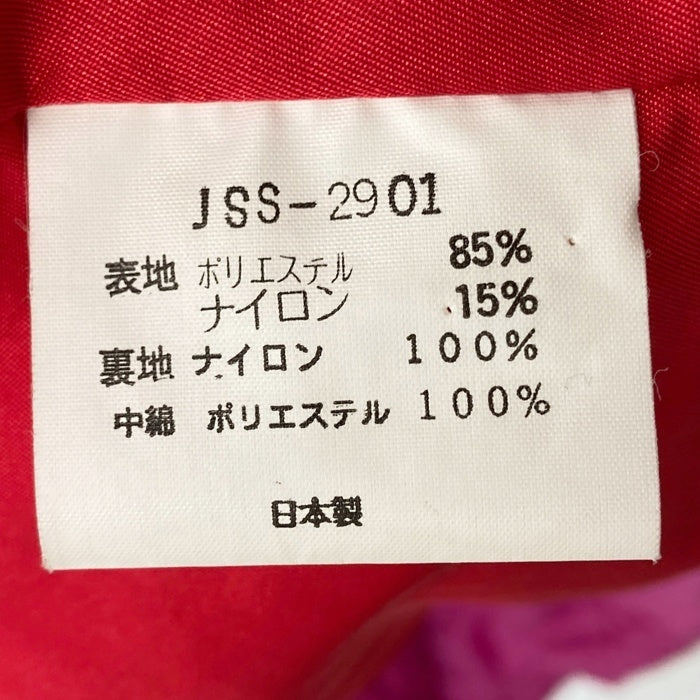 JSS-2901
表地 ポリエステル 85%
ナイロン 15%
裏地 ナイロン 100%
中綿 ポリエステル 100%
日本製